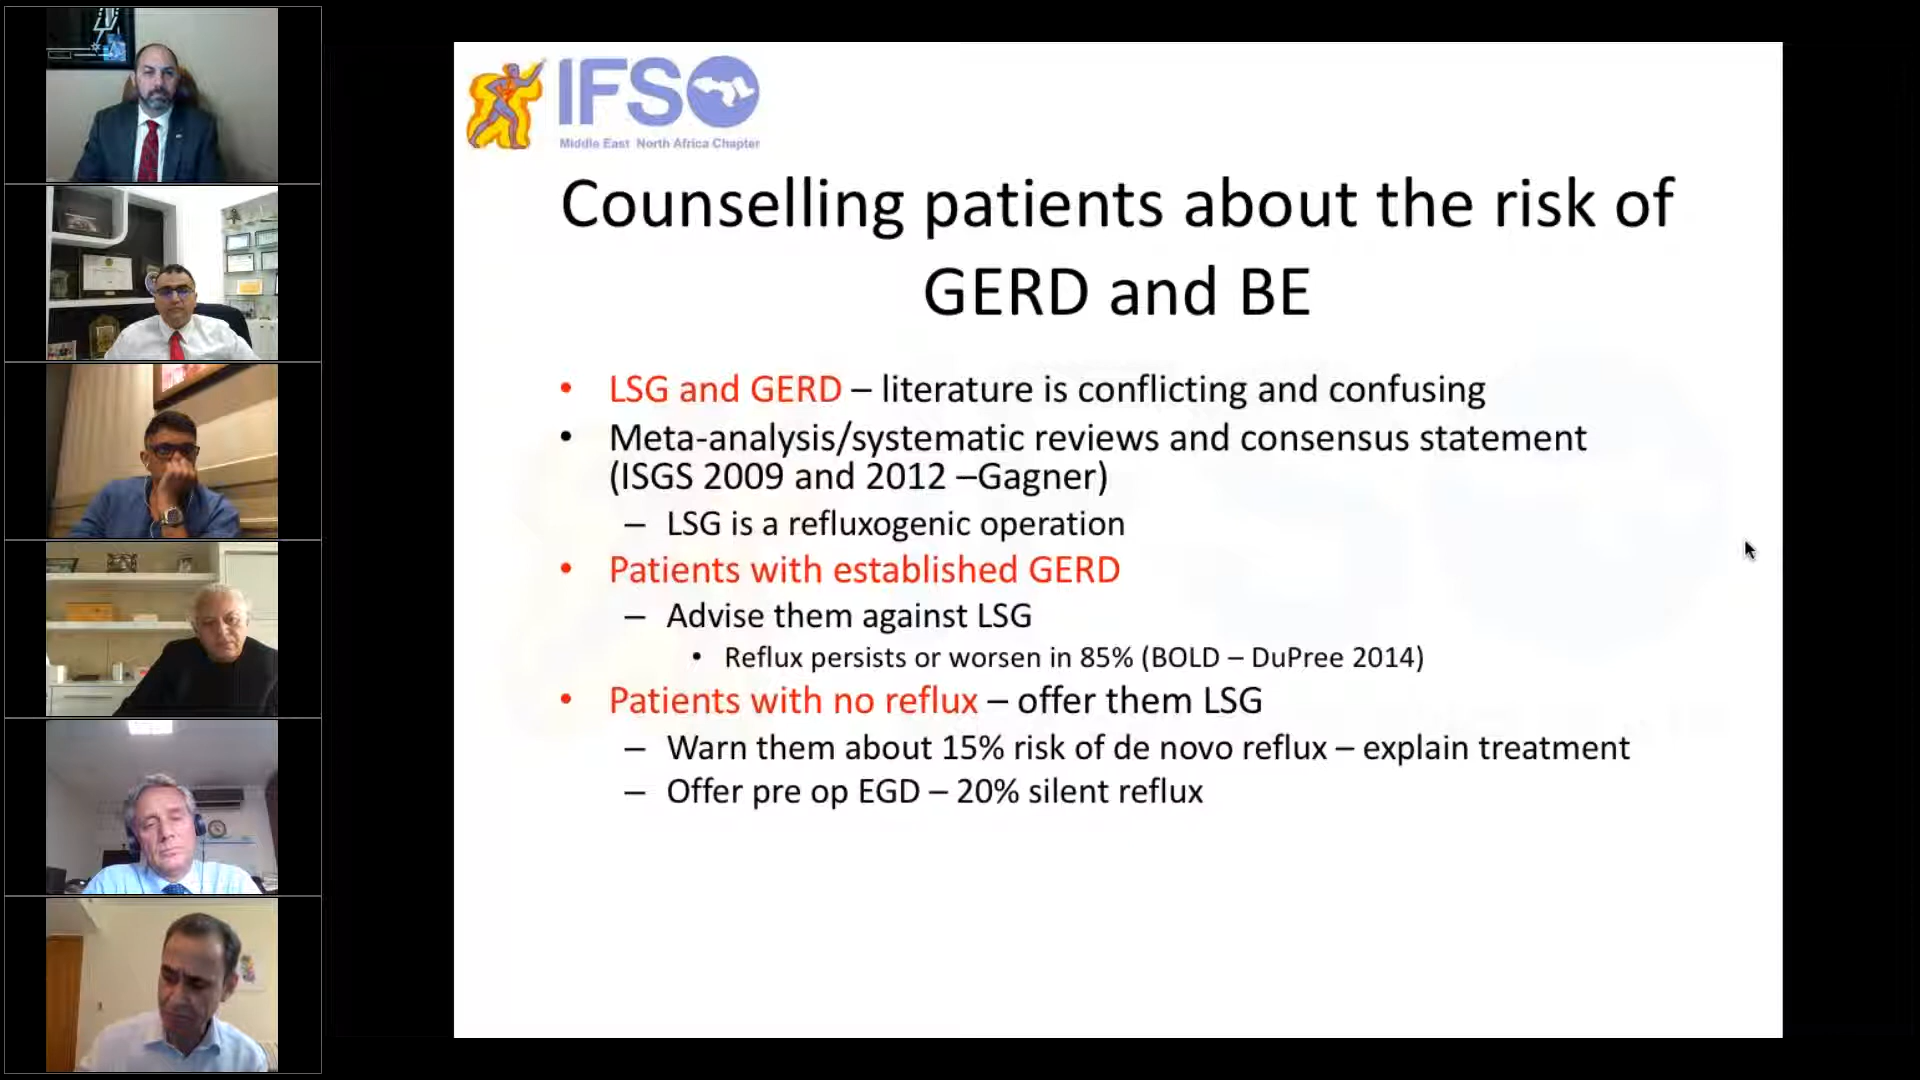 IFSO
Middle East North Africa Chapter
Counselling patients about the risk of
GERD and BE
• LSG and GERD – literature is conflicting and confusing
• Meta-analysis/systematic reviews and consensus statement
(ISGS 2009 and 2012 –Gagner)
– LSG is a refluxogenic operation
• Patients with established GERD
– Advise them against LSG
• Reflux persists or worsen in 85% (BOLD – DuPree 2014)
• Patients with no reflux – offer them LSG
– Warn them about 15% risk of de novo reflux – explain treatment
– Offer pre op EGD – 20% silent reflux